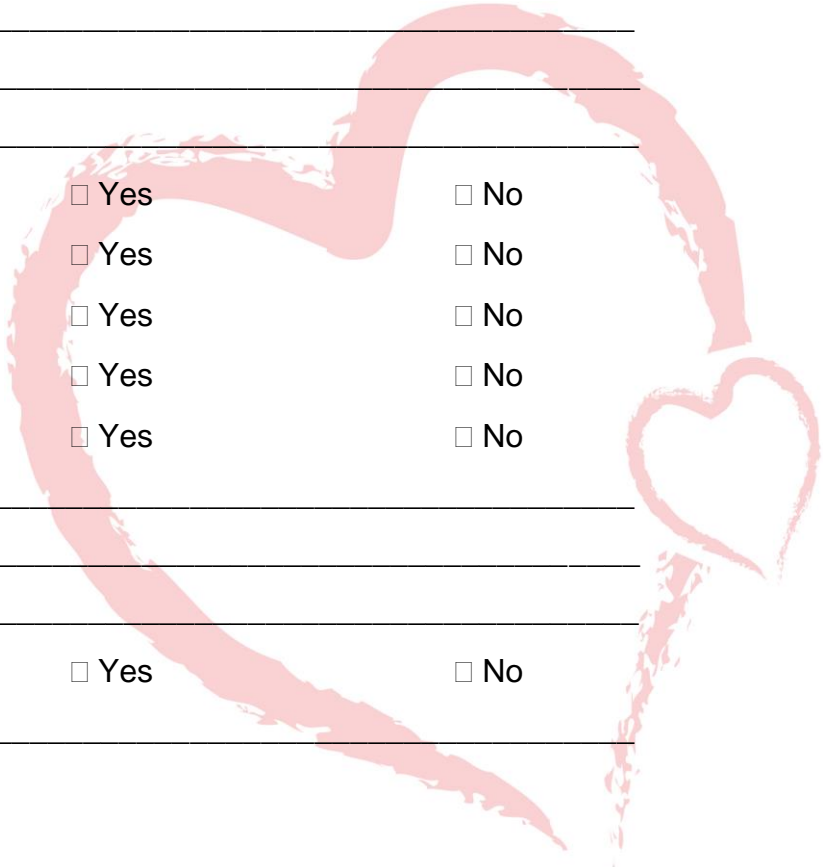 □ Yes □ No
□ Yes □ No
□ Yes □ No
□ Yes □ No
□ Yes □ No
□ Yes □ No